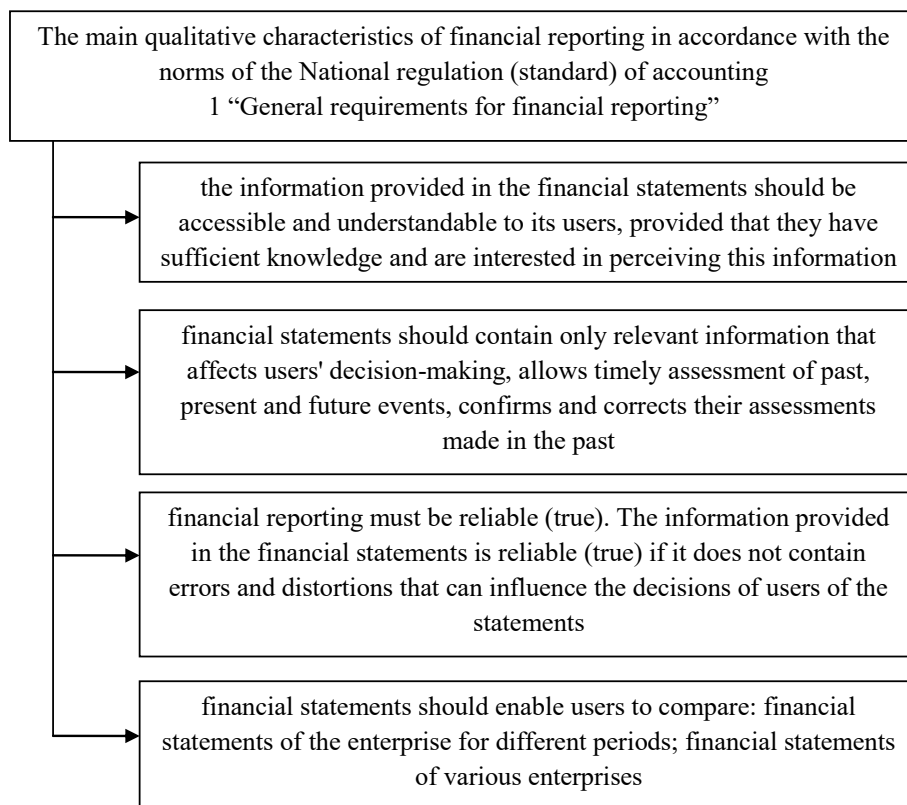 The main qualitative characteristics of financial reporting in accordance with the
norms of the National regulation (standard) of accounting
1 “General requirements for financial reporting”
the information provided in the financial statements should be
accessible and understandable to its users, provided that they have
sufficient knowledge and are interested in perceiving this information
financial statements should contain only relevant information that
affects users' decision-making, allows timely assessment of past,
present and future events, confirms and corrects their assessments
made in the past
financial reporting must be reliable (true). The information provided
in the financial statements is reliable (true) if it does not contain
errors and distortions that can influence the decisions of users of the
statements
financial statements should enable users to compare: financial
statements of the enterprise for different periods; financial statements
of various enterprises